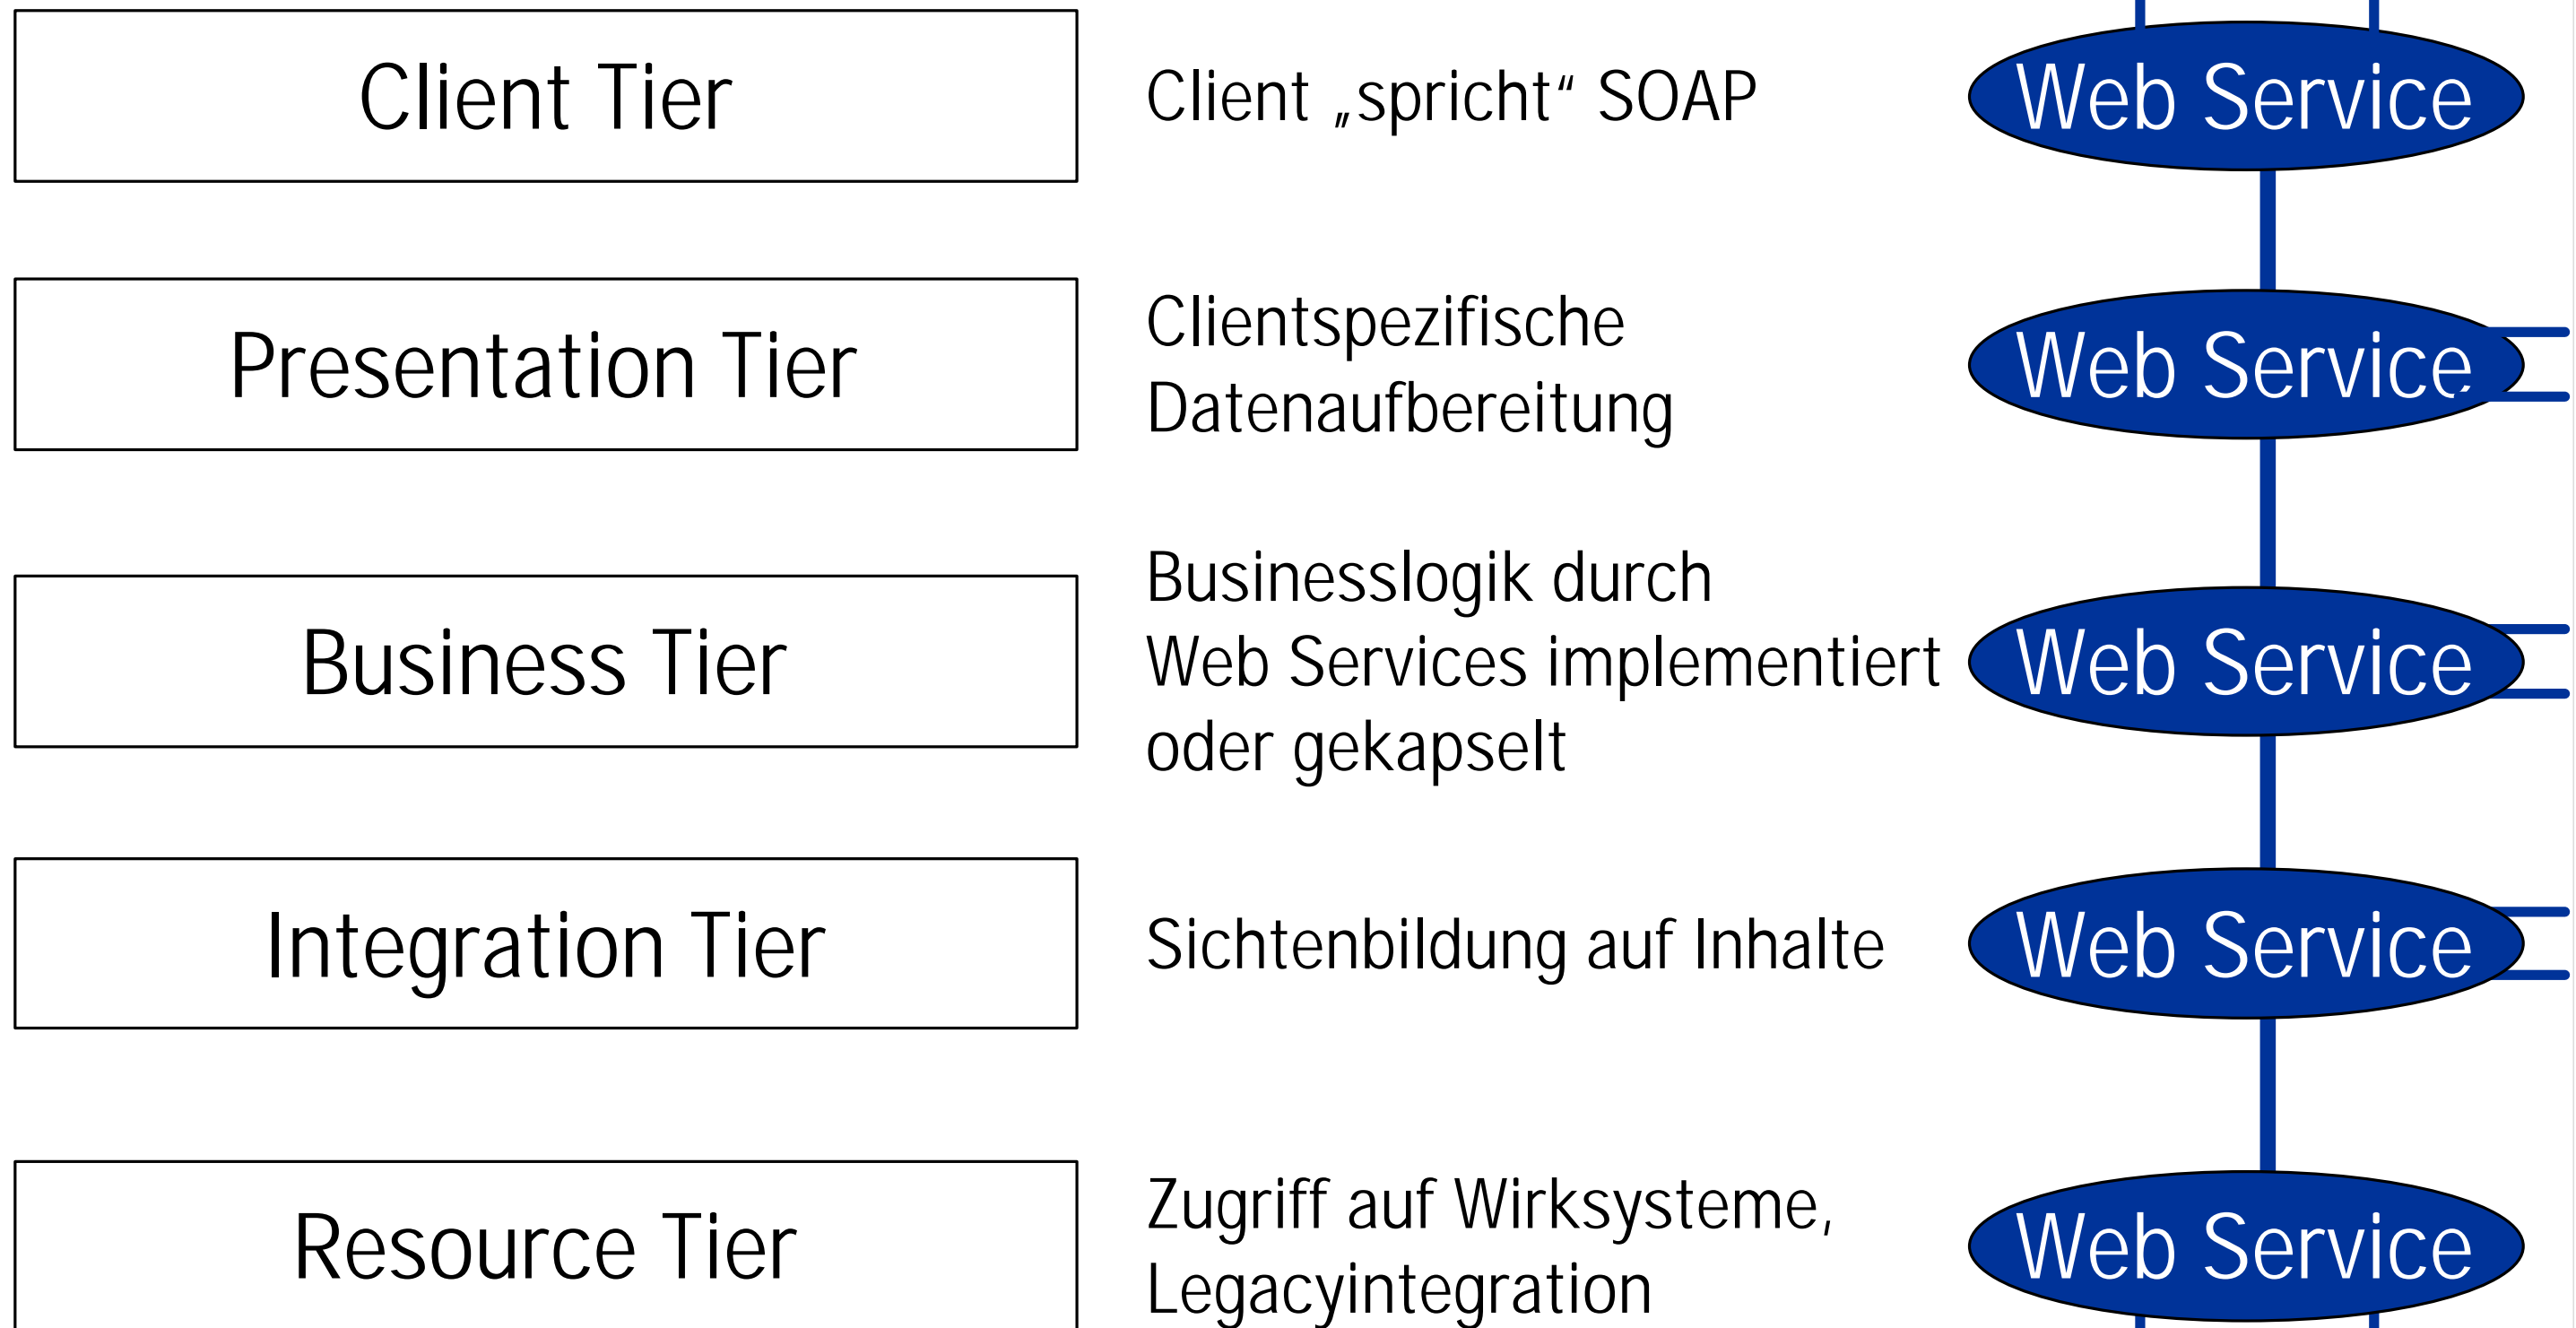 Client Tier
Client „spricht“ SOAP
Web Service
Presentation Tier
Clientspezifische
Datenaufbereitung
Web Service
Business Tier
Businesslogik durch
Web Services implementiert
oder gekapselt
Web Service
Integration Tier
Sichtenbildung auf Inhalte
Web Service
Resource Tier
Zugriff auf Wirksysteme,
Legacyintegration
Web Service